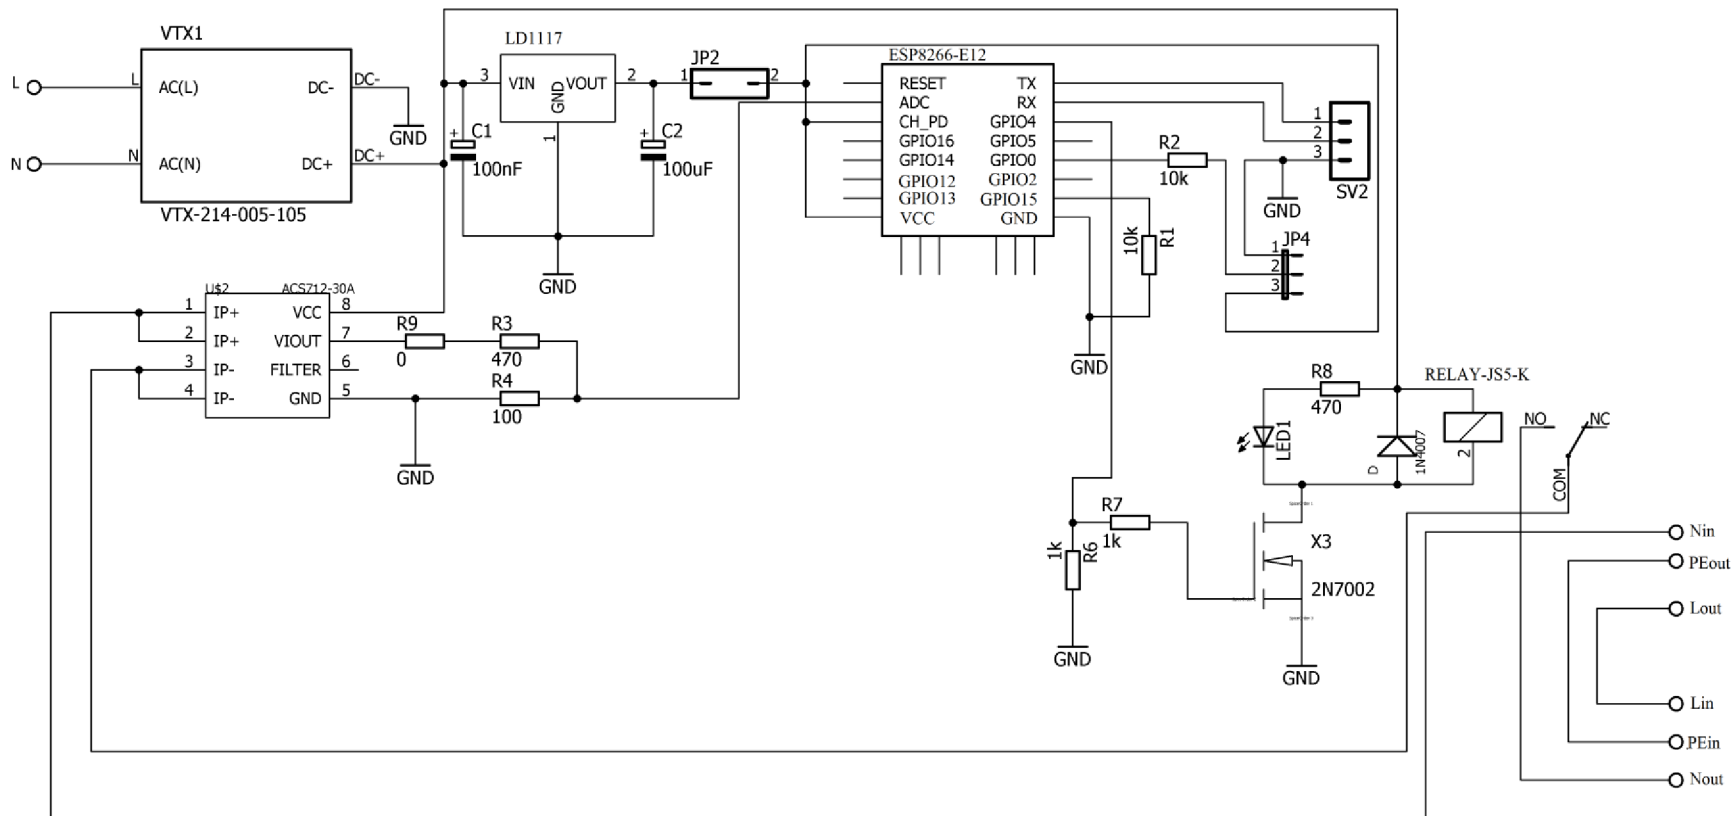 VTX1
L
L
AC(L)
DC-
DC-
GND
N
N
AC(N)
DC+
DC+
VTX-214-005-105
LD1117
3
VIN
GND
VOUT
2
1
+
C1
100nF
+
C2
100uF
GND
JP2
1
2
ESP8266-E12
RESET
ADC
CH_PD
GPIO16
GPIO14
GPIO12
GPIO13
VCC
TX
RX
GPIO4
GPIO5
GPIO0
GPIO2
GPIO15
GND
R2
10k
10k
R1
GND
1
2
3
SV2
GND
JP4
1
2
3
U$2
ACS712-30A
1
IP+
VCC
8
2
IP+
VIOUT
7
3
IP-
FILTER
6
4
IP-
GND
5
R9
0
R3
470
R4
100
GND
R8
470
LED1
D
1N4007
RELAY-JS5-K
2
NO
NC
COM
R7
1k
1k
R6
GND
X3
2N7002
GND
Nin
PEout
Lout
Lin
PEin
Nout